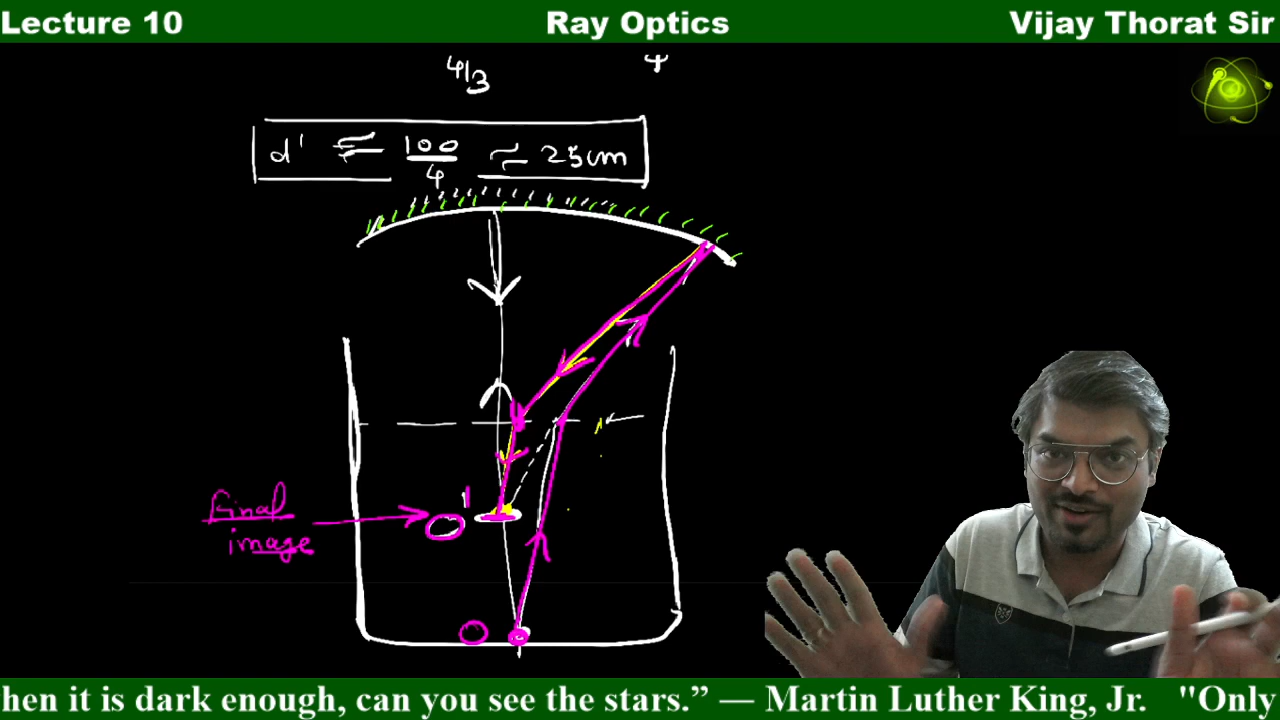 Lecture 10 Ray Optics Vijay Thorat Sir
4/3
d' = 100/4 ≈ 25cm
final
image
O'
O
hen it is dark enough, can you see the stars.” — Martin Luther King, Jr. "Only